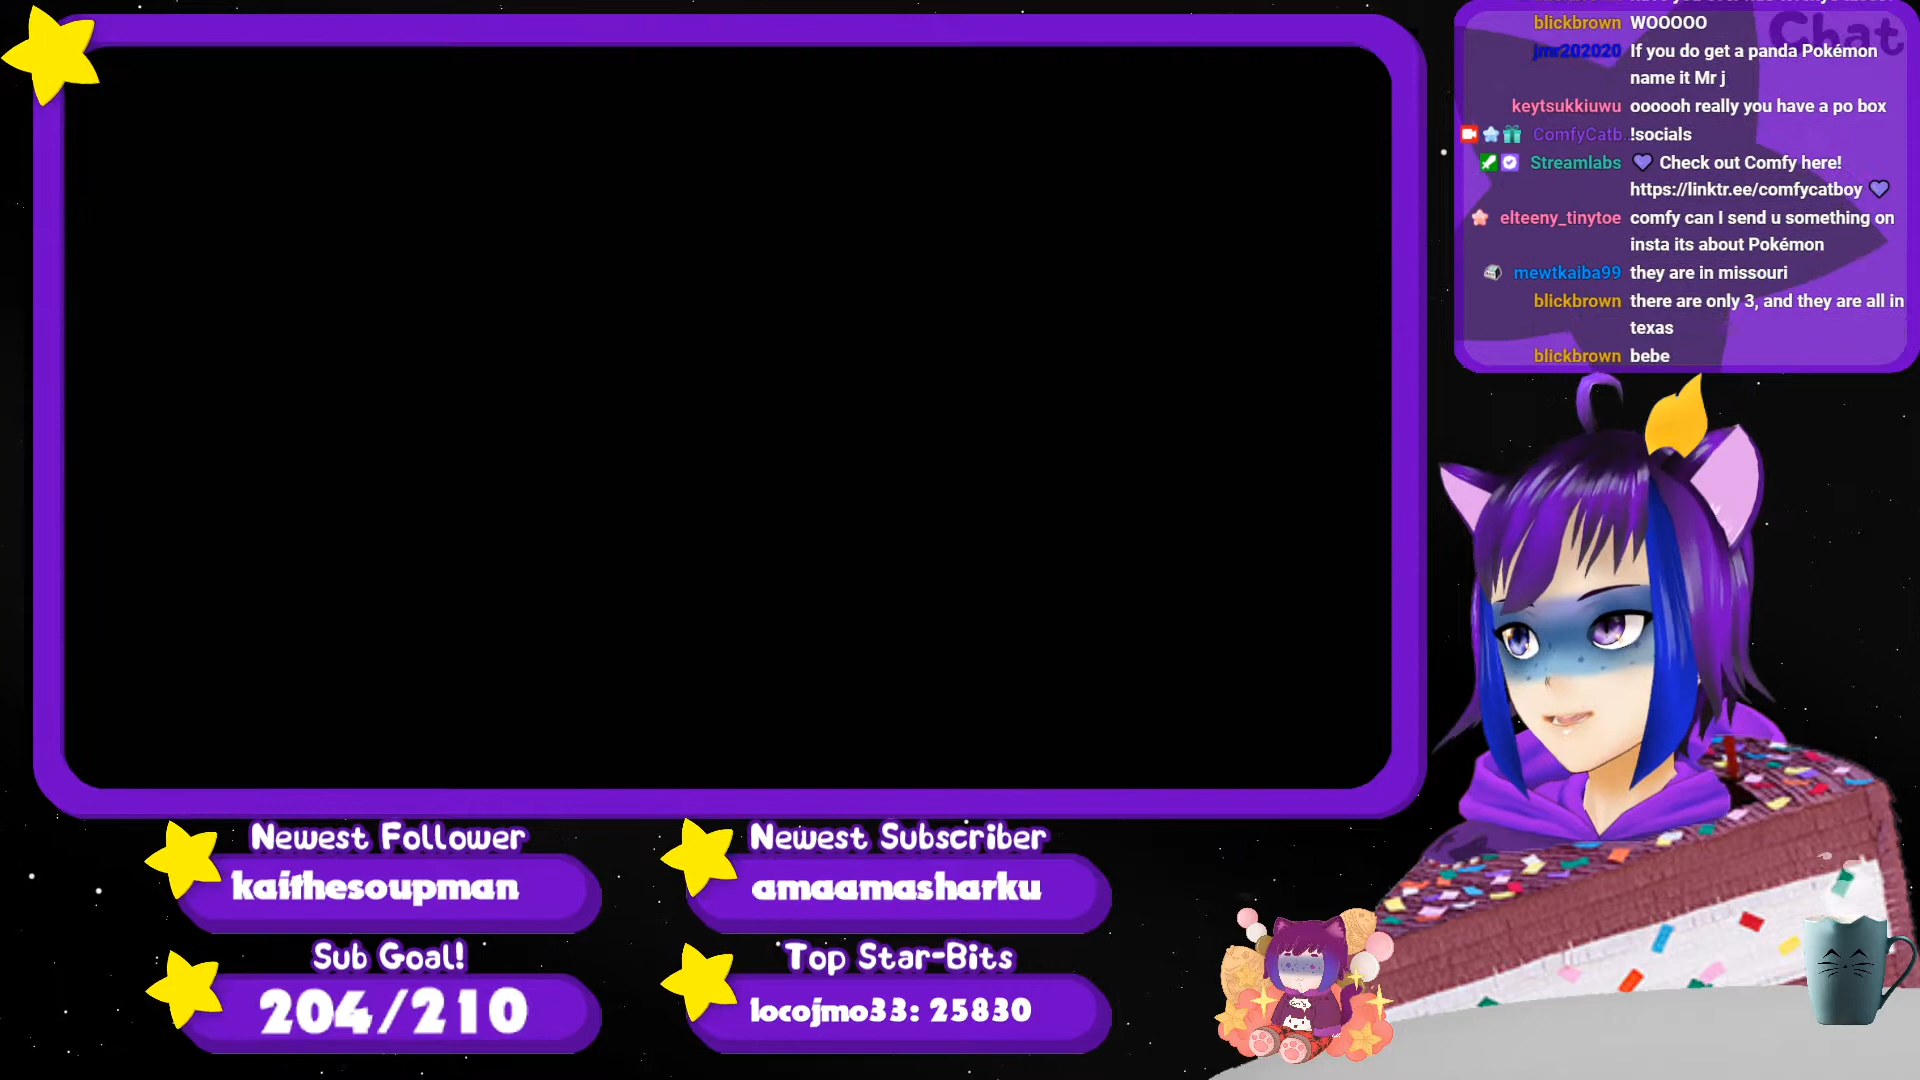 Chat
blickbrown WOOOOO
jmr202020 If you do get a panda Pokémon
name it Mr j
keytsukkiuwu oooooh really you have a po box
ComfyCatb... !socials
Streamlabs 💜 Check out Comfy here!
https://linktr.ee/comfycatboy 💜
elteeny_tinytoe comfy can I send u something on
insta its about Pokémon
mewtkaiba99 they are in missouri
blickbrown there are only 3, and they are all in
texas
blickbrown bebe
Newest Follower
kaithesoupman
Newest Subscriber
amaamasharku
Sub Goal!
204/210
Top Star-Bits
locojmo33: 25830